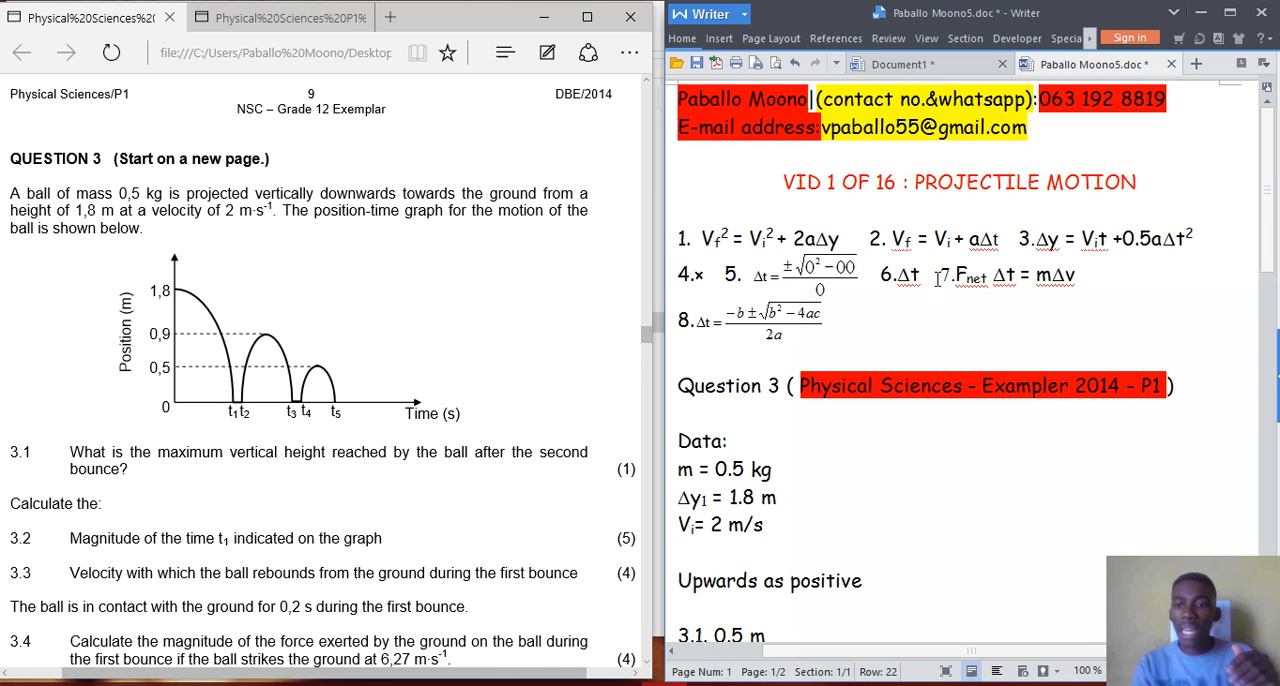 Physical%20Sciences%20
Physical%20Sciences%20P1%
file:///C:/Users/Paballo%20Moono/Desktop
Physical Sciences/P1
9
DBE/2014
NSC – Grade 12 Exemplar
QUESTION 3 (Start on a new page.)
A ball of mass 0,5 kg is projected vertically downwards towards the ground from a
height of 1,8 m at a velocity of 2 m·s⁻¹. The position-time graph for the motion of the
ball is shown below.
Position (m)
1,8
0,9
0,5
0
t₁ t₂ t₃ t₄ t₅
Time (s)
3.1 What is the maximum vertical height reached by the ball after the second
bounce? (1)
Calculate the:
3.2 Magnitude of the time t₁ indicated on the graph (5)
3.3 Velocity with which the ball rebounds from the ground during the first bounce (4)
The ball is in contact with the ground for 0,2 s during the first bounce.
3.4 Calculate the magnitude of the force exerted by the ground on the ball during
the first bounce if the ball strikes the ground at 6,27 m·s⁻¹. (4)
Writer
Paballo Moono5.doc * - Writer
Home Insert Page Layout References Review View Section Developer Specia
Sign in
Document1 *
Paballo Moono5.doc *
Paballo Moono (contact no.&whatsapp): 063 192 8819
E-mail address: vpaballo55@gmail.com
VID 1 OF 16 : PROJECTILE MOTION
1. Vf² = Vi² + 2aΔy 2. Vf = Vi + aΔt 3.Δy = Vit +0.5aΔt²
4.× 5. Δt = ±√(0² − 00) / 0 6.Δt 7.Fnet Δt = mΔv
8.Δt = −b ± √(b² − 4ac) / 2a
Question 3 ( Physical Sciences - Exampler 2014 - P1 )
Data:
m = 0.5 kg
Δy₁ = 1.8 m
Vi= 2 m/s
Upwards as positive
3.1. 0.5 m
Page Num: 1 Page: 1/2 Section: 1/1 Row: 22
100 %